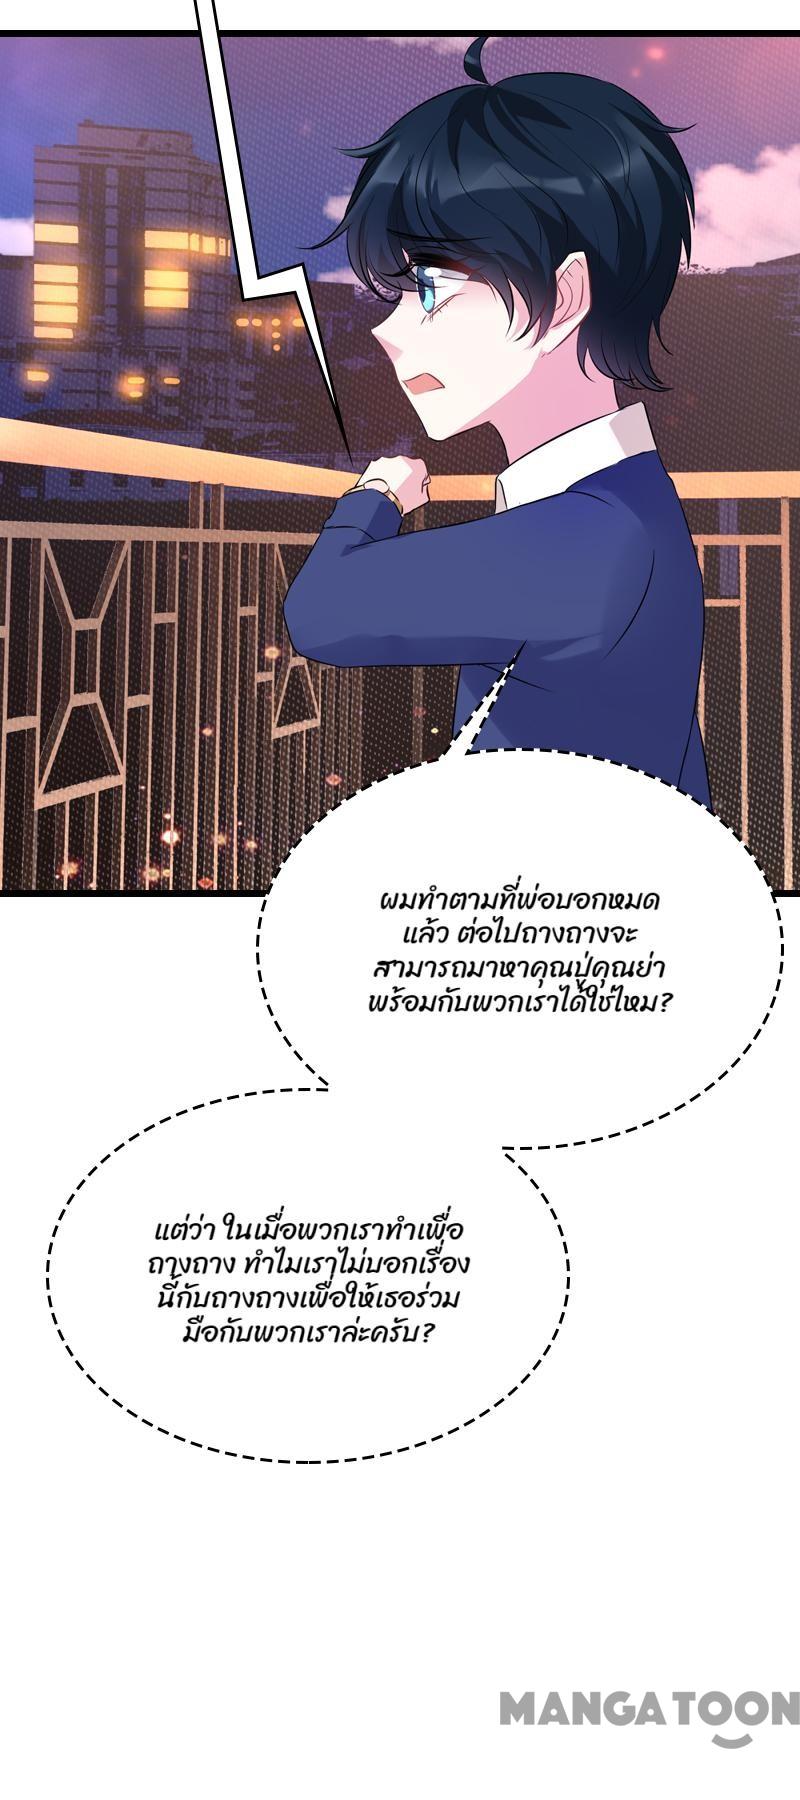 ผมทำตามที่พ่อบอกหมด
แล้ว ต่อไปถางถางจะ
สามารถมาหาคุณปู่คุณย่า
พร้อมกับพวกเราได้ใช่ไหม?
แต่ว่า ในเมื่อพวกเราทำเพื่อ
ถางถาง ทำไมเราไม่บอกเรื่อง
นี้กับถางถางเพื่อให้เธอร่วม
มือกับพวกเราล่ะครับ?
MANGATOON